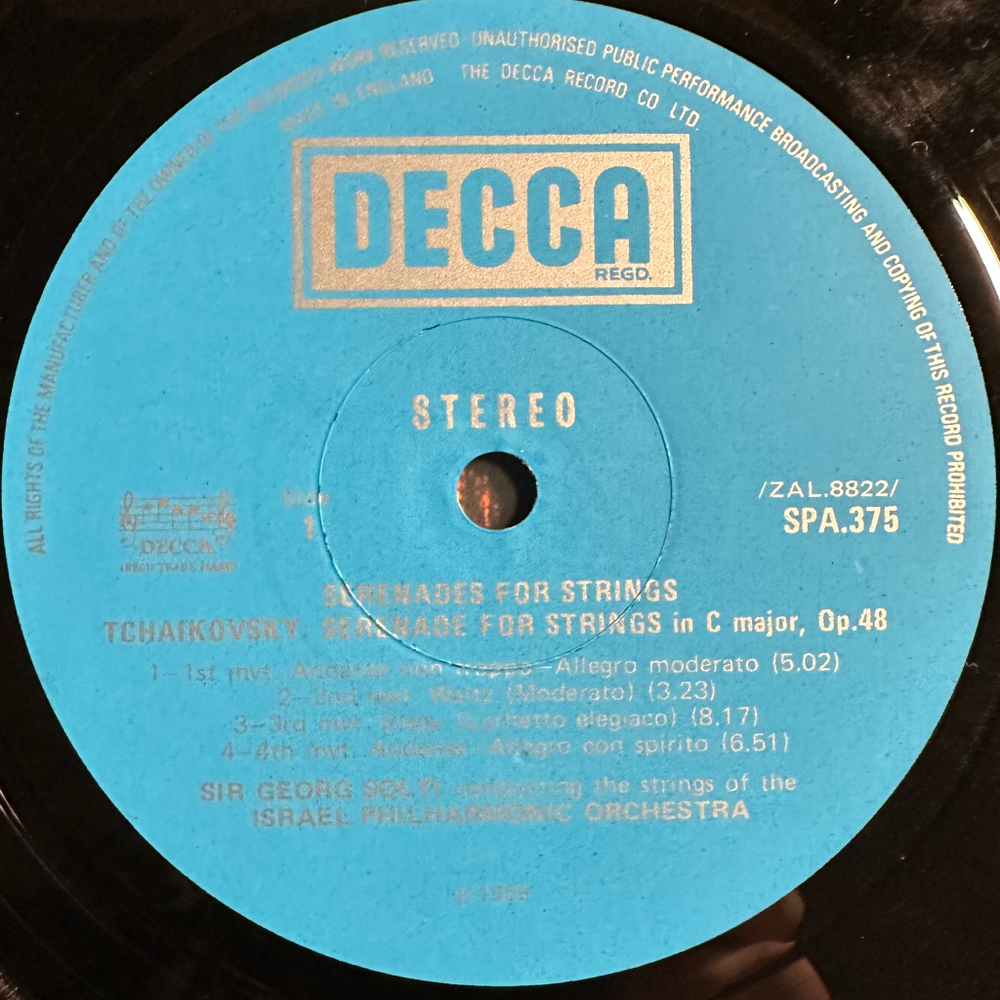 ALL RIGHTS OF THE MANUFACTURER AND OF THE OWNER OF THE RECORDED WORK RESERVED · UNAUTHORISED PUBLIC PERFORMANCE BROADCASTING AND COPYING OF THIS RECORD PROHIBITED
MADE IN ENGLAND THE DECCA RECORD CO LTD.
DECCA
REGD.
STEREO
Side
1
/ZAL.8822/
SPA.375
DECCA
(REGD TRADE MARK)
SERENADES FOR STRINGS
TCHAIKOVSKY. SERENADE FOR STRINGS in C major, Op.48
1–1st mvt. Andante non troppo–Allegro moderato (5.02)
2–2nd mvt. Waltz (Moderato) (3.23)
3–3rd mvt. Elegy (Larghetto elegiaco) (8.17)
4–4th mvt. Andante–Allegro con spirito (6.51)
SIR GEORG SOLTI conducting the strings of the
ISRAEL PHILHARMONIC ORCHESTRA